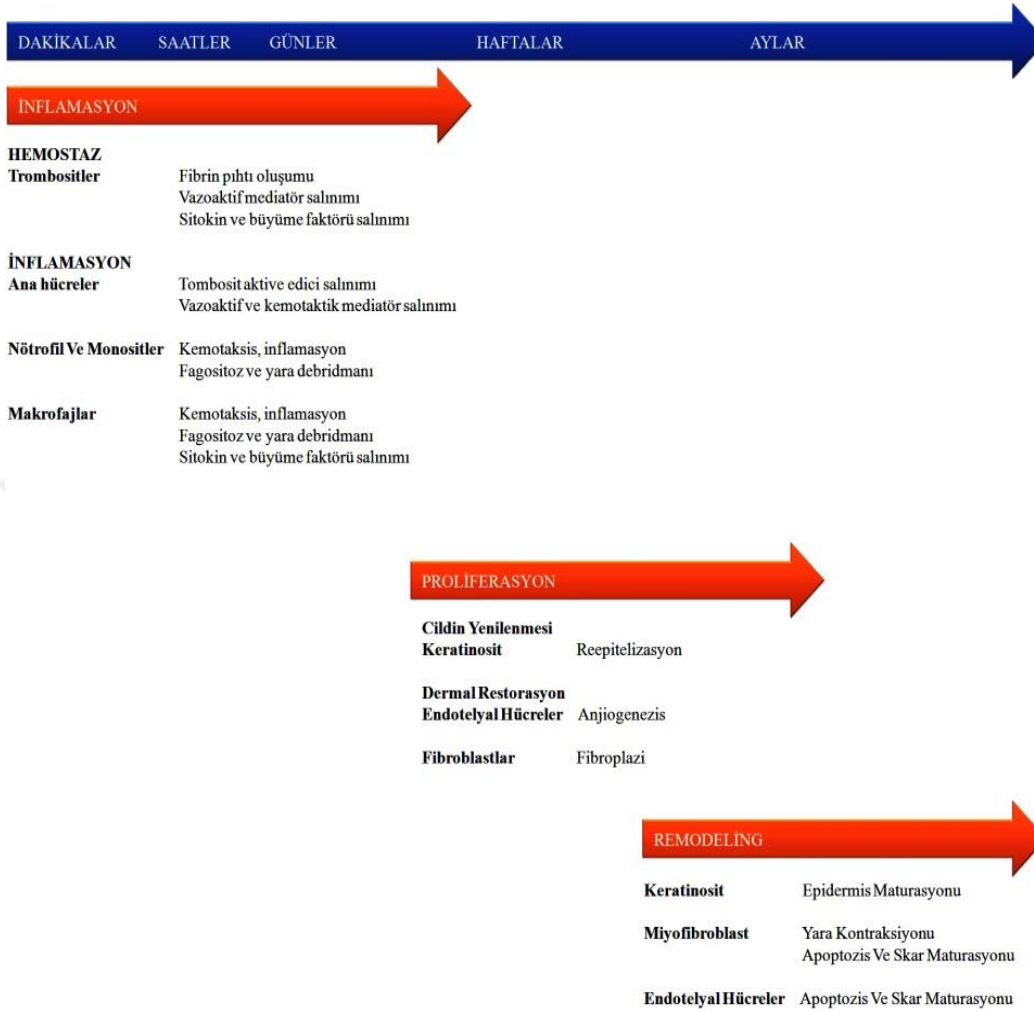 DAKİKALAR SAATLER GÜNLER HAFTALAR AYLAR
İNFLAMASYON
HEMOSTAZ
Trombositler Fibrin pıhtı oluşumu
Vazoaktif mediatör salınımı
Sitokin ve büyüme faktörü salınımı
İNFLAMASYON
Ana hücreler Tombosit aktive edici salınımı
Vazoaktif ve kemotaktik mediatör salınımı
Nötrofil Ve Monositler Kemotaksis, inflamasyon
Fagositoz ve yara debridmanı
Makrofajlar Kemotaksis, inflamasyon
Fagositoz ve yara debridmanı
Sitokin ve büyüme faktörü salınımı
PROLİFERASYON
Cildin Yenilenmesi
Keratinosit Reepitelizasyon
Dermal Restorasyon
Endotelyal Hücreler Anjiogenezis
Fibroblastlar Fibroplazi
REMODELİNG
Keratinosit Epidermis Maturasyonu
Miyofibroblast Yara Kontraksiyonu
Apoptozis Ve Skar Maturasyonu
Endotelyal Hücreler Apoptozis Ve Skar Maturasyonu